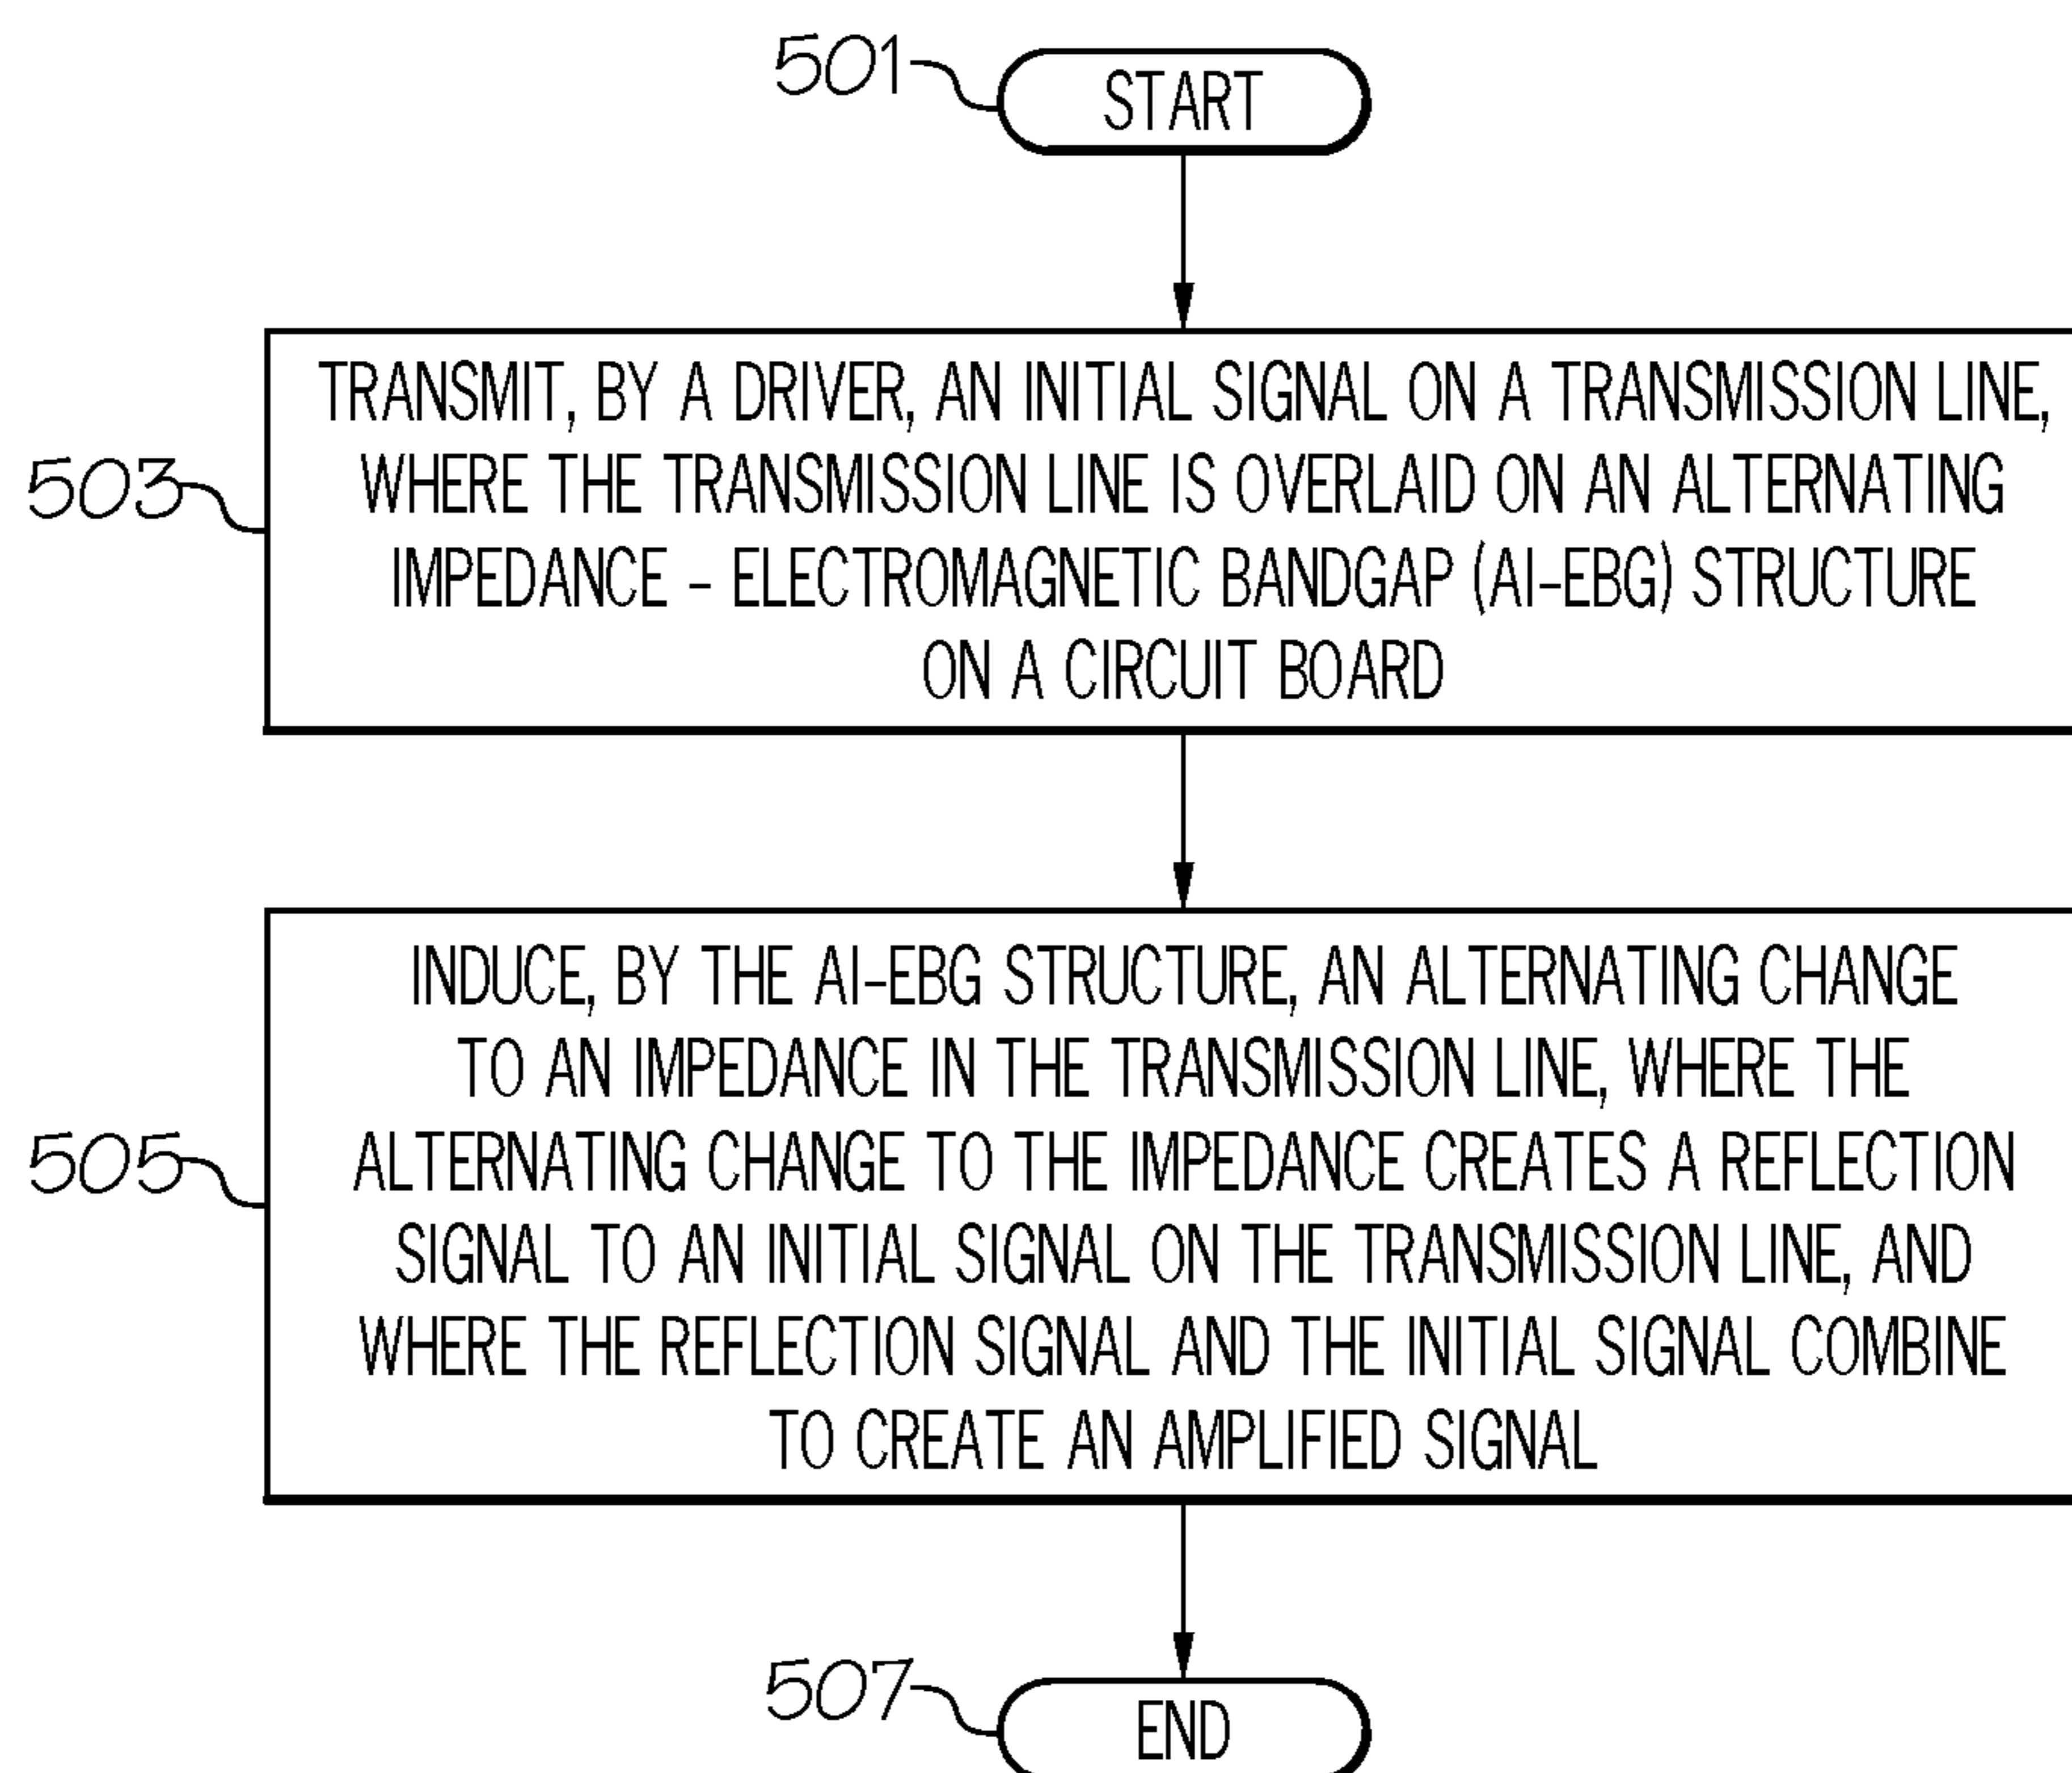 501
START
503
TRANSMIT, BY A DRIVER, AN INITIAL SIGNAL ON A TRANSMISSION LINE,
WHERE THE TRANSMISSION LINE IS OVERLAID ON AN ALTERNATING
IMPEDANCE - ELECTROMAGNETIC BANDGAP (AI-EBG) STRUCTURE
ON A CIRCUIT BOARD
505
INDUCE, BY THE AI-EBG STRUCTURE, AN ALTERNATING CHANGE
TO AN IMPEDANCE IN THE TRANSMISSION LINE, WHERE THE
ALTERNATING CHANGE TO THE IMPEDANCE CREATES A REFLECTION
SIGNAL TO AN INITIAL SIGNAL ON THE TRANSMISSION LINE, AND
WHERE THE REFLECTION SIGNAL AND THE INITIAL SIGNAL COMBINE
TO CREATE AN AMPLIFIED SIGNAL
507
END